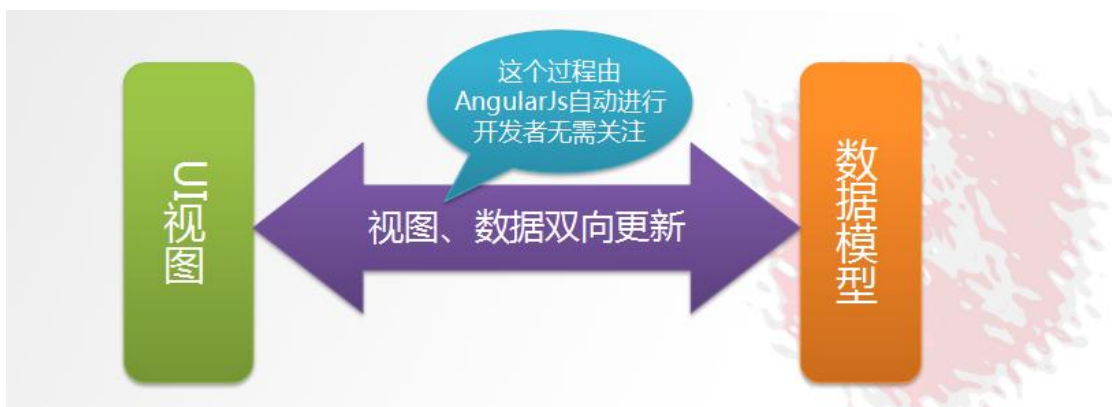 这个过程由
AngularJs自动进行
开发者无需关注
UI视图
视图、数据双向更新
数据模型